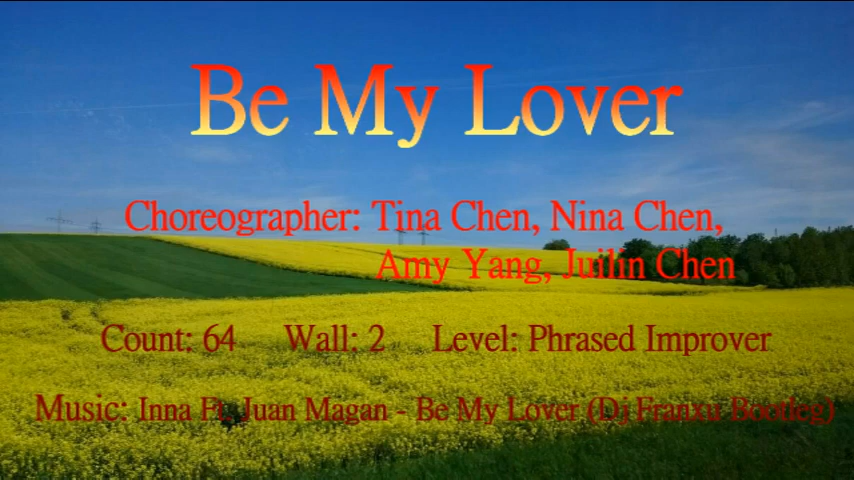 Be My Lover
Choreographer: Tina Chen, Nina Chen,
Amy Yang, Juilin Chen
Count: 64 Wall: 2 Level: Phrased Improver
Music: Inna Ft. Juan Magan - Be My Lover (Dj Franxu Bootleg)